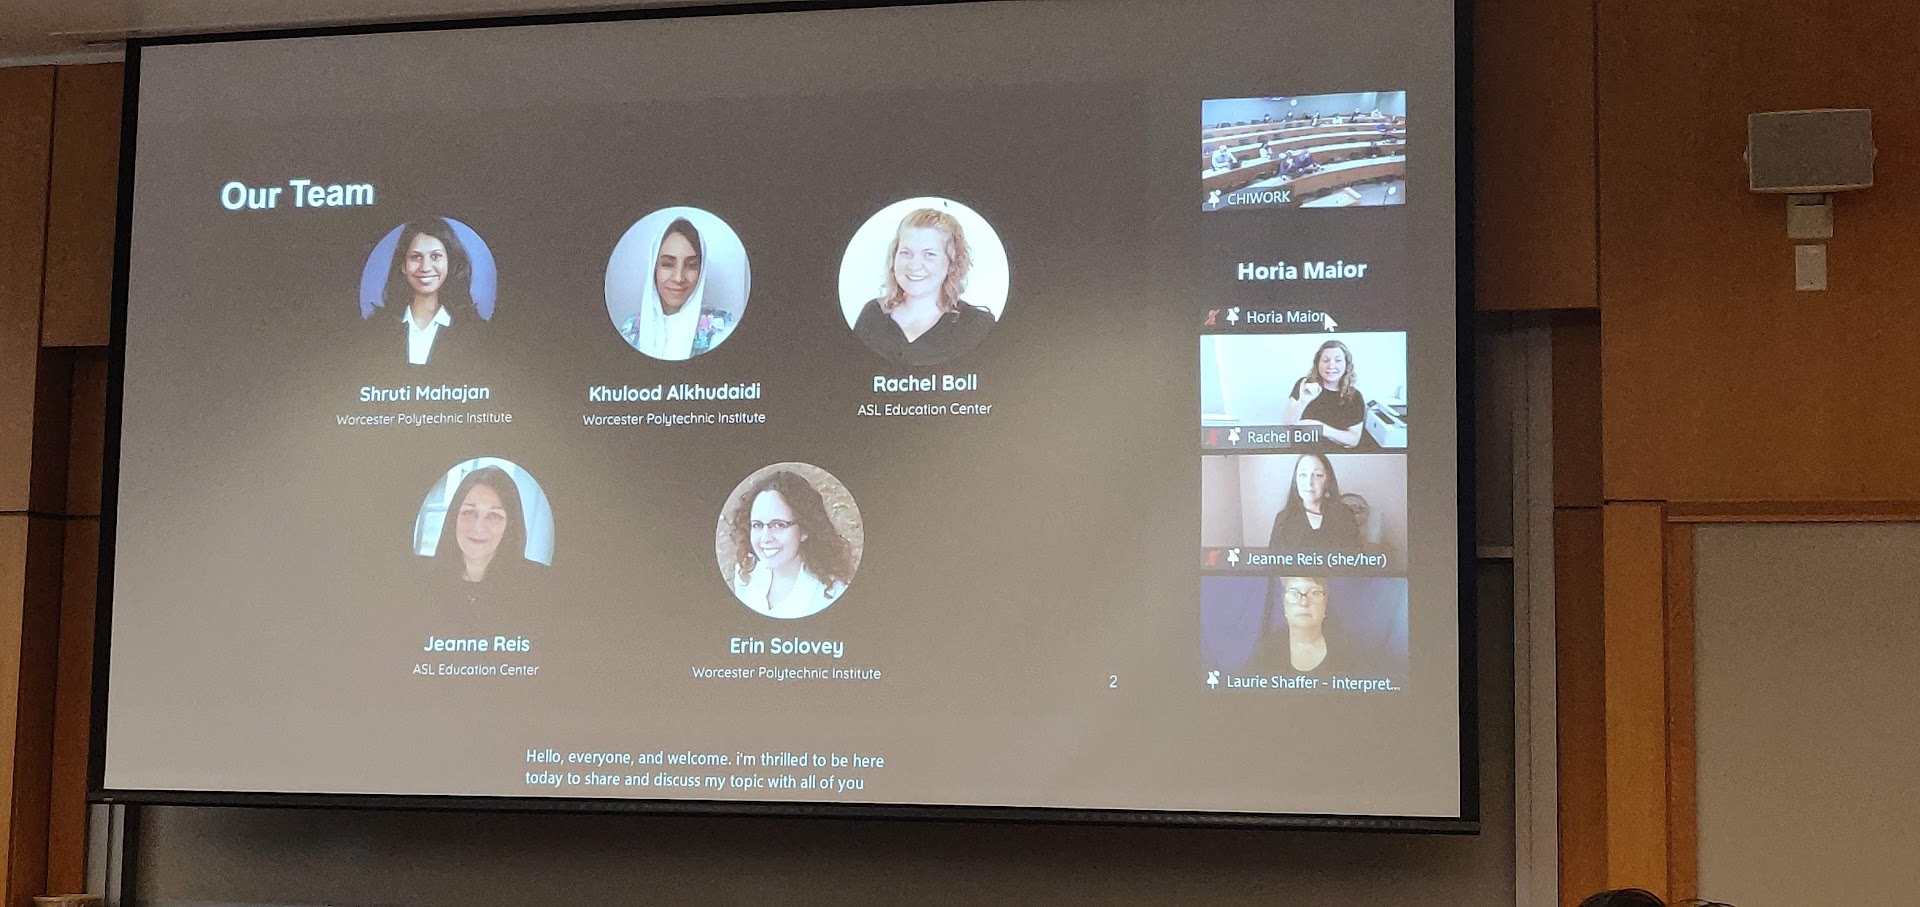 Our Team
Shruti Mahajan
Worcester Polytechnic Institute
Khulood Alkhudaidi
Worcester Polytechnic Institute
Rachel Boll
ASL Education Center
Jeanne Reis
ASL Education Center
Erin Solovey
Worcester Polytechnic Institute
2
CHIWORK
Horia Maior
Horia Maior
Rachel Boll
Jeanne Reis (she/her)
Laurie Shaffer - interpret...
Hello, everyone, and welcome. i'm thrilled to be here
today to share and discuss my topic with all of you